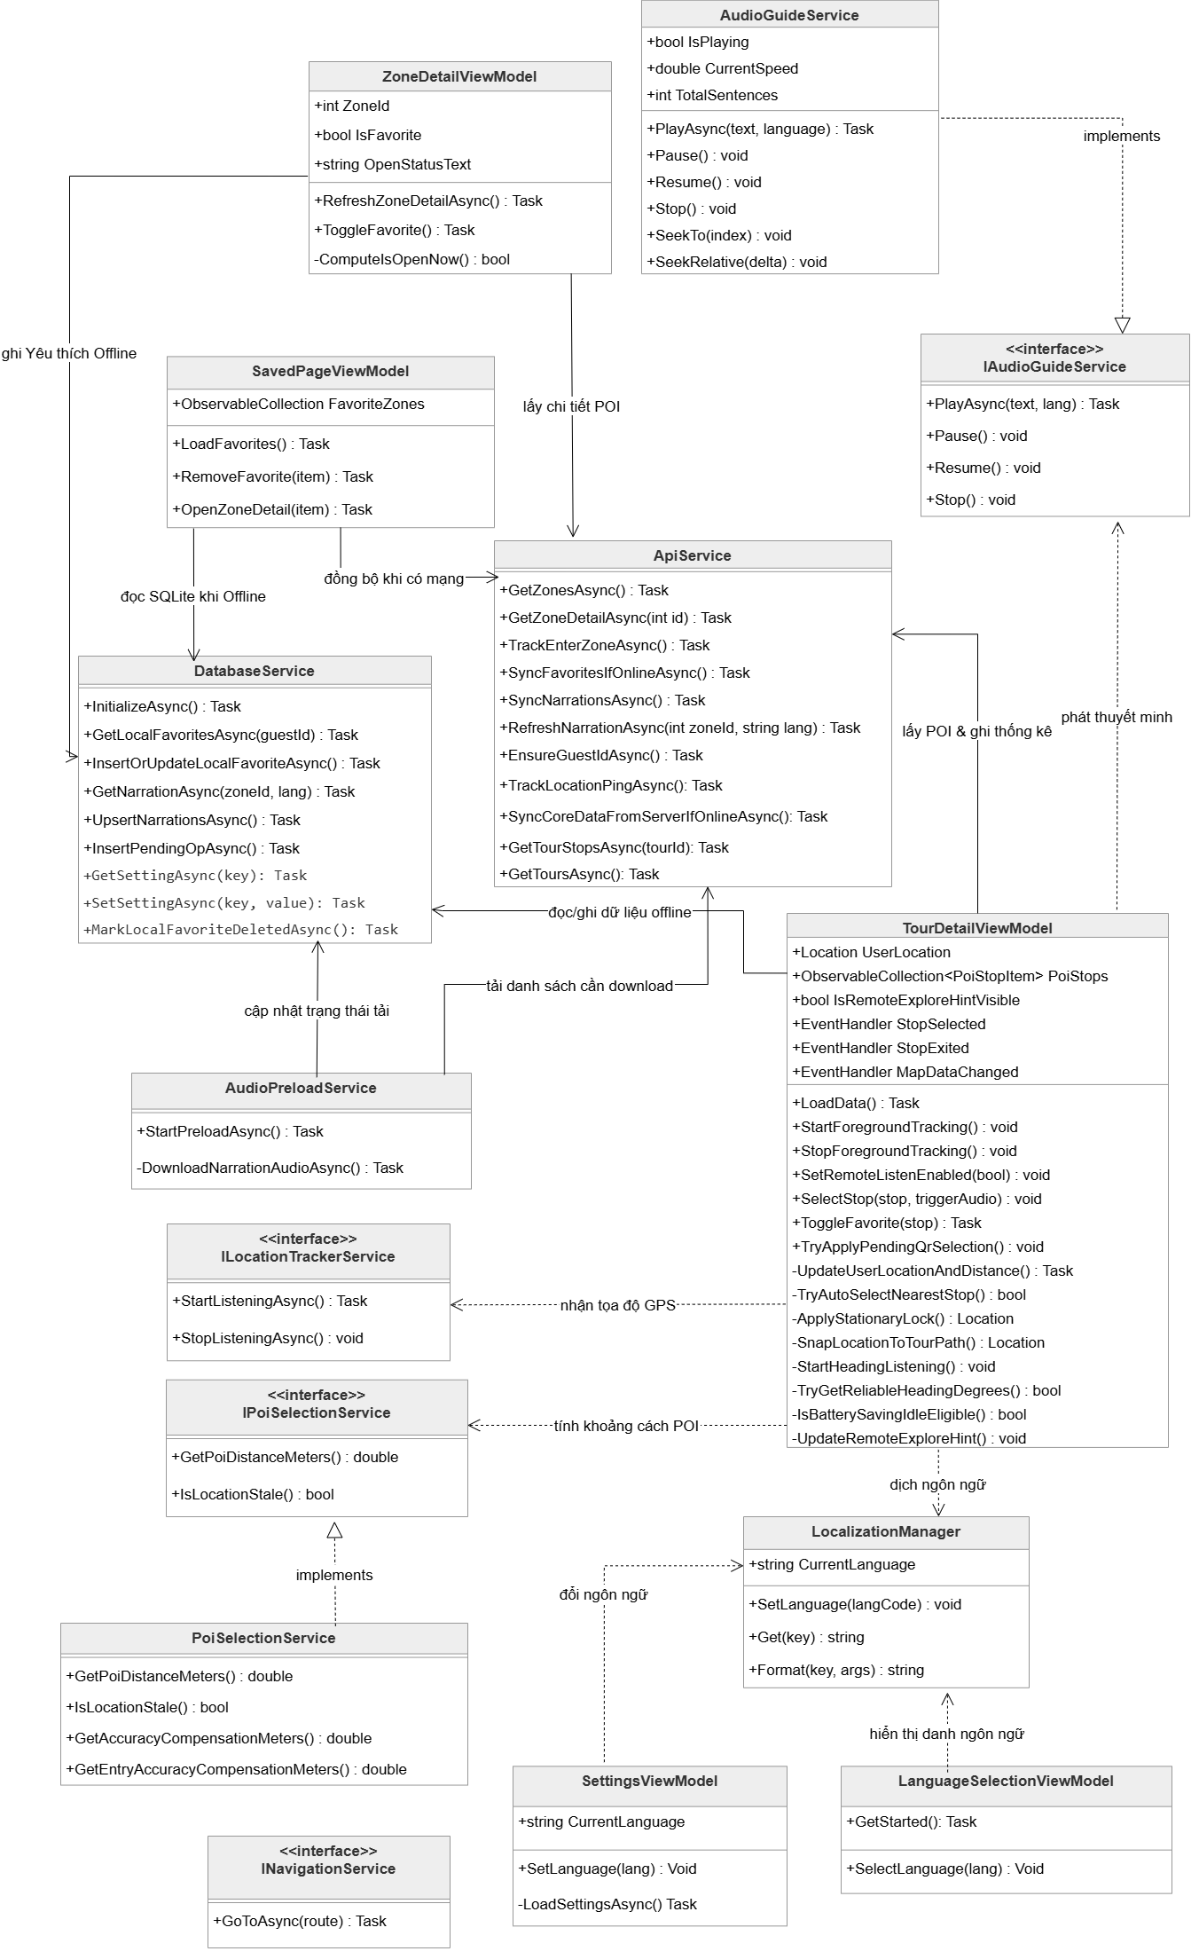 AudioGuideService
+bool IsPlaying
+double CurrentSpeed
+int TotalSentences
+PlayAsync(text, language) : Task
+Pause() : void
+Resume() : void
+Stop() : void
+SeekTo(index) : void
+SeekRelative(delta) : void
implements
ZoneDetailViewModel
+int ZoneId
+bool IsFavorite
+string OpenStatusText
+RefreshZoneDetailAsync() : Task
+ToggleFavorite() : Task
-ComputeIsOpenNow() : bool
ghi Yêu thích Offline
lấy chi tiết POI
<<interface>>
IAudioGuideService
+PlayAsync(text, lang) : Task
+Pause() : void
+Resume() : void
+Stop() : void
SavedPageViewModel
+ObservableCollection FavoriteZones
+LoadFavorites() : Task
+RemoveFavorite(item) : Task
+OpenZoneDetail(item) : Task
đồng bộ khi có mạng
đọc SQLite khi Offline
ApiService
+GetZonesAsync() : Task
+GetZoneDetailAsync(int id) : Task
+TrackEnterZoneAsync() : Task
+SyncFavoritesIfOnlineAsync() : Task
+SyncNarrationsAsync() : Task
+RefreshNarrationAsync(int zoneId, string lang) : Task
+EnsureGuestIdAsync() : Task
+TrackLocationPingAsync(): Task
+SyncCoreDataFromServerIfOnlineAsync(): Task
+GetTourStopsAsync(tourId): Task
+GetToursAsync(): Task
DatabaseService
+InitializeAsync() : Task
+GetLocalFavoritesAsync(guestId) : Task
+InsertOrUpdateLocalFavoriteAsync() : Task
+GetNarrationAsync(zoneId, lang) : Task
+UpsertNarrationsAsync() : Task
+InsertPendingOpAsync() : Task
+GetSettingAsync(key): Task
+SetSettingAsync(key, value): Task
+MarkLocalFavoriteDeletedAsync(): Task
phát thuyết minh
lấy POI & ghi thống kê
đọc/ghi dữ liệu offline
tải danh sách cần download
cập nhật trạng thái tải
TourDetailViewModel
+Location UserLocation
+ObservableCollection<PoiStopItem> PoiStops
+bool IsRemoteExploreHintVisible
+EventHandler StopSelected
+EventHandler StopExited
+EventHandler MapDataChanged
+LoadData() : Task
+StartForegroundTracking() : void
+StopForegroundTracking() : void
+SetRemoteListenEnabled(bool) : void
+SelectStop(stop, triggerAudio) : void
+ToggleFavorite(stop) : Task
+TryApplyPendingQrSelection() : void
-UpdateUserLocationAndDistance() : Task
-TryAutoSelectNearestStop() : bool
-ApplyStationaryLock() : Location
-SnapLocationToTourPath() : Location
-StartHeadingListening() : void
-TryGetReliableHeadingDegrees() : bool
-IsBatterySavingIdleEligible() : bool
-UpdateRemoteExploreHint() : void
AudioPreloadService
+StartPreloadAsync() : Task
-DownloadNarrationAudioAsync() : Task
<<interface>>
ILocationTrackerService
+StartListeningAsync() : Task
+StopListeningAsync() : void
nhận tọa độ GPS
<<interface>>
IPoiSelectionService
+GetPoiDistanceMeters() : double
+IsLocationStale() : bool
tính khoảng cách POI
dịch ngôn ngữ
implements
PoiSelectionService
+GetPoiDistanceMeters() : double
+IsLocationStale() : bool
+GetAccuracyCompensationMeters() : double
+GetEntryAccuracyCompensationMeters() : double
LocalizationManager
+string CurrentLanguage
+SetLanguage(langCode) : void
+Get(key) : string
+Format(key, args) : string
đổi ngôn ngữ
hiển thị danh ngôn ngữ
SettingsViewModel
+string CurrentLanguage
+SetLanguage(lang) : Void
-LoadSettingsAsync() Task
LanguageSelectionViewModel
+GetStarted(): Task
+SelectLanguage(lang) : Void
<<interface>>
INavigationService
+GoToAsync(route) : Task